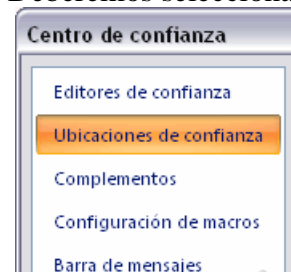 Centro de confianza
Editores de confianza
Ubicaciones de confianza
Complementos
Configuración de macros
Barra de mensajes